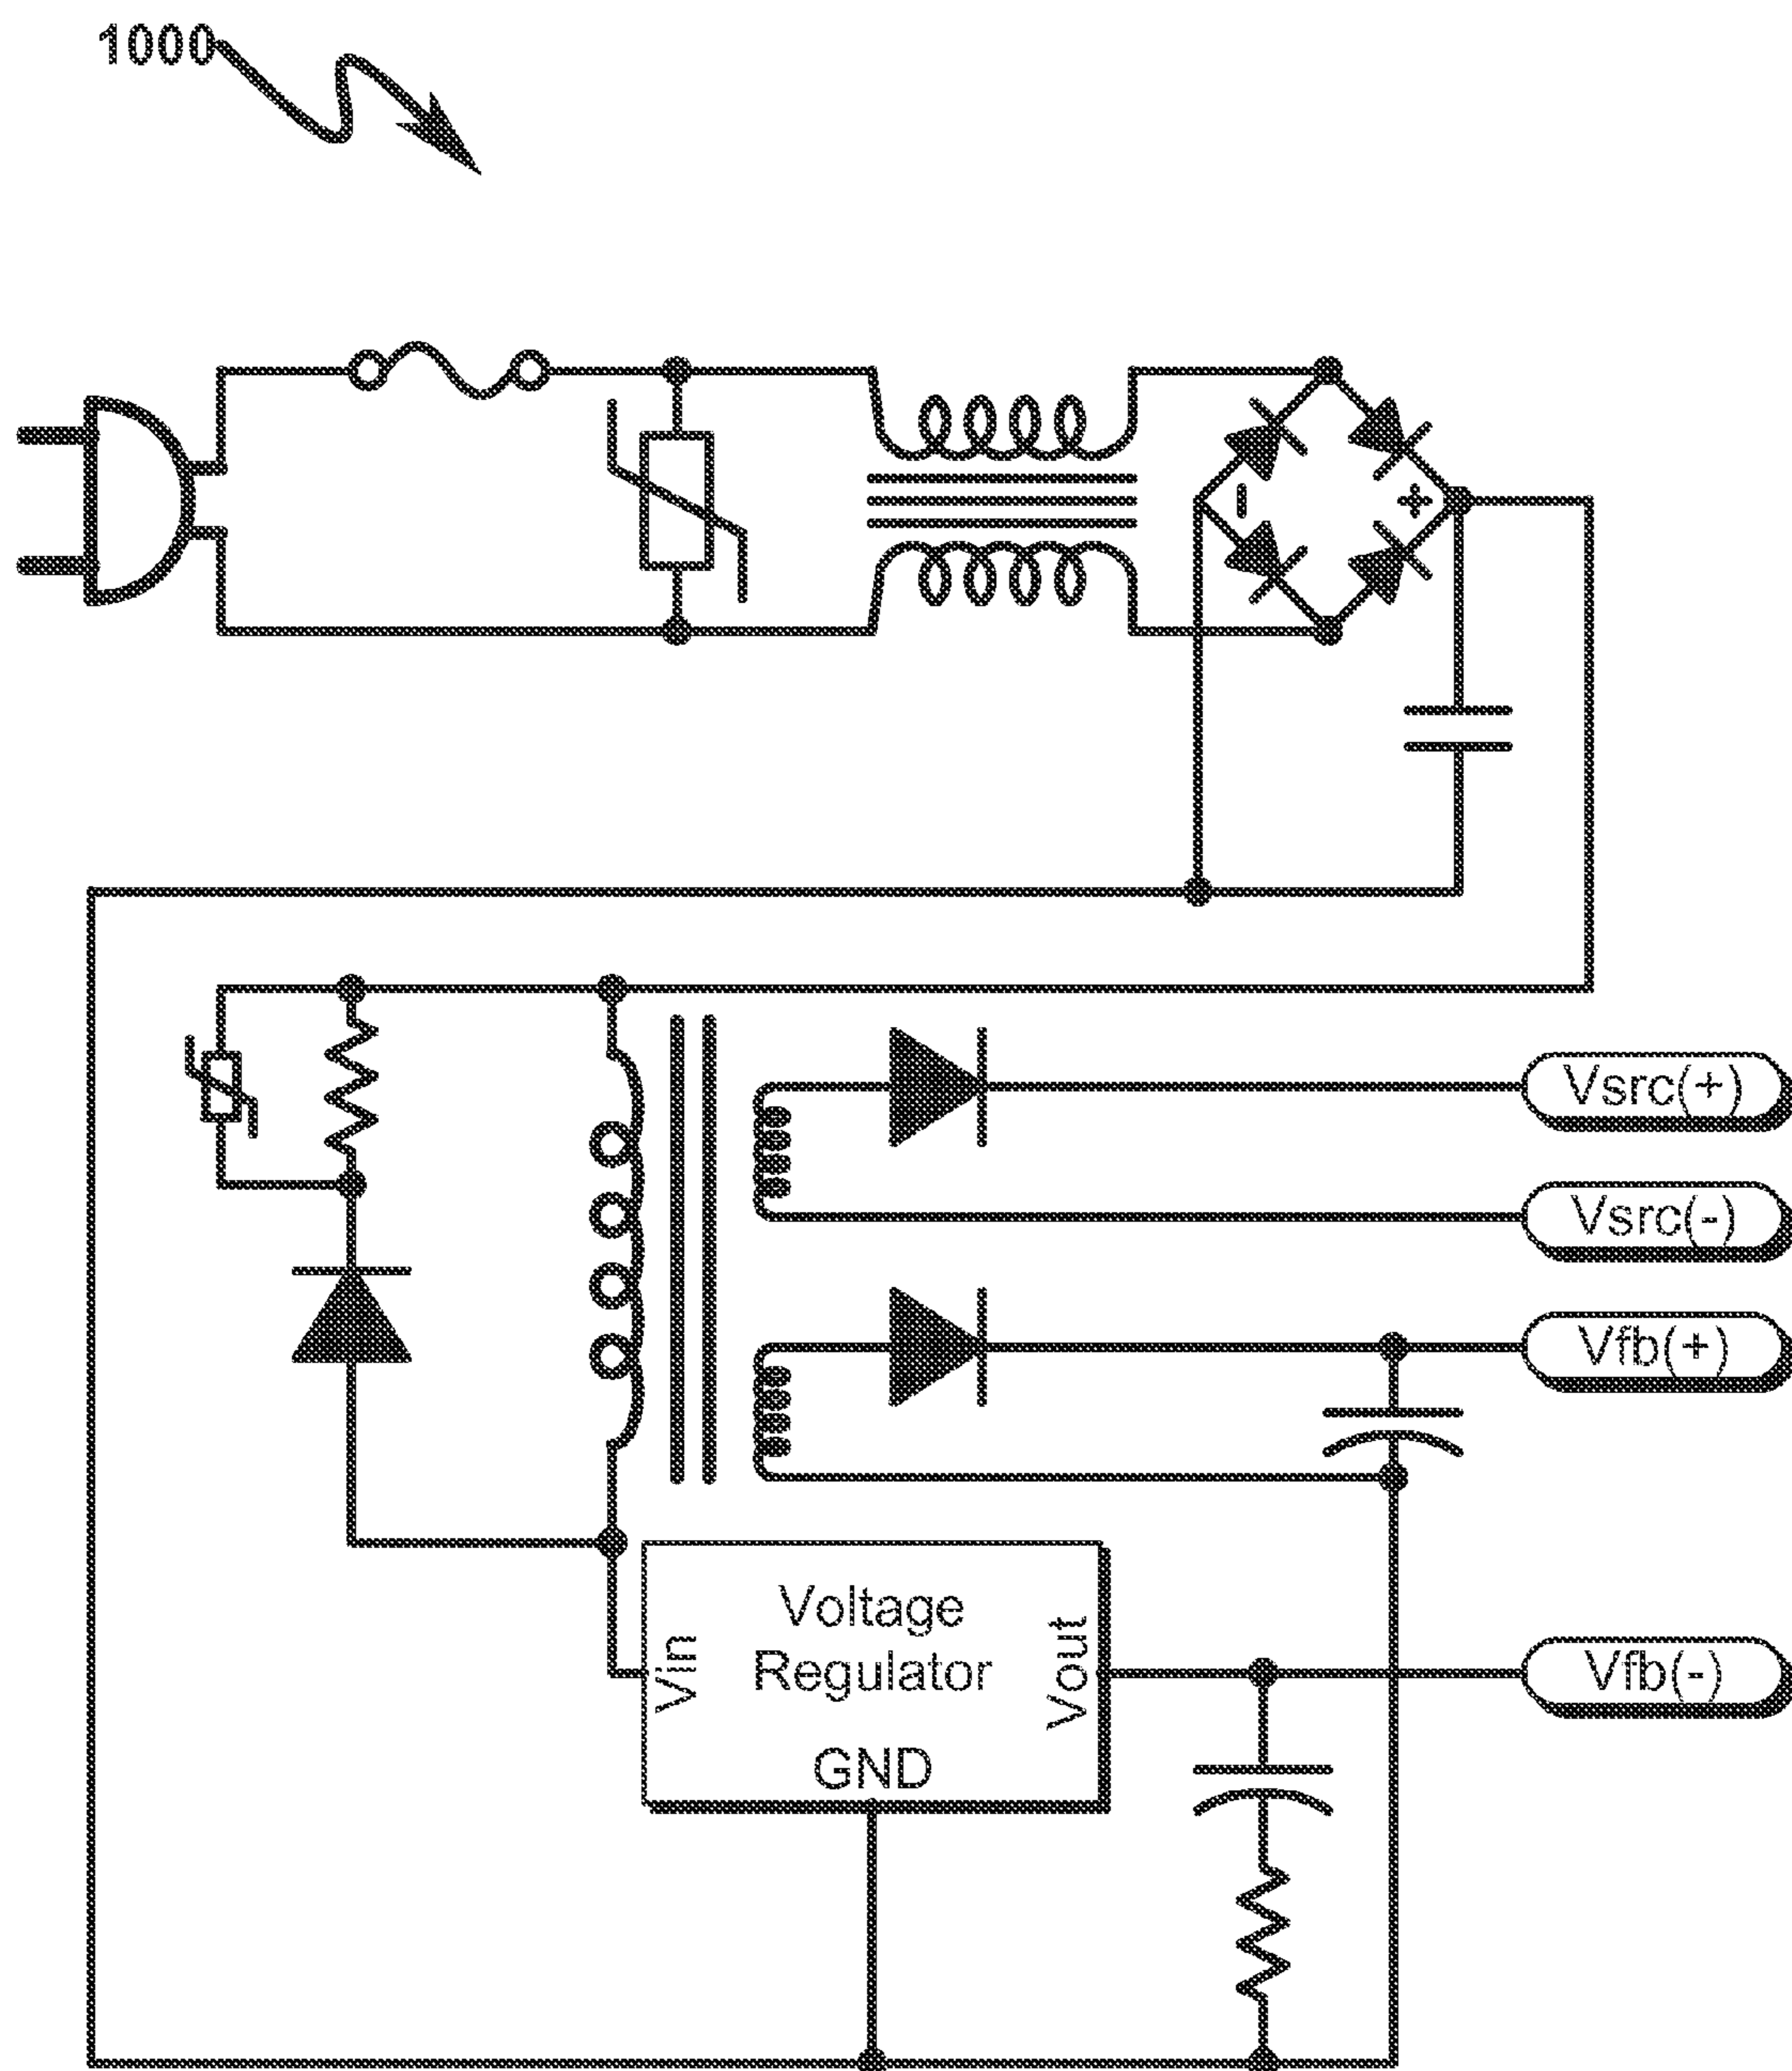 1000
- +
Vsrc(+)
Vsrc(-)
Vfb(+)
Voltage
Regulator
Vin
Vout
GND
Vfb(-)